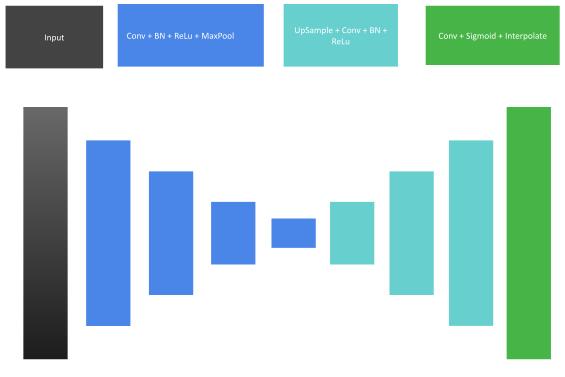 Input
Conv + BN + ReLu + MaxPool
UpSample + Conv + BN +
ReLu
Conv + Sigmoid + Interpolate